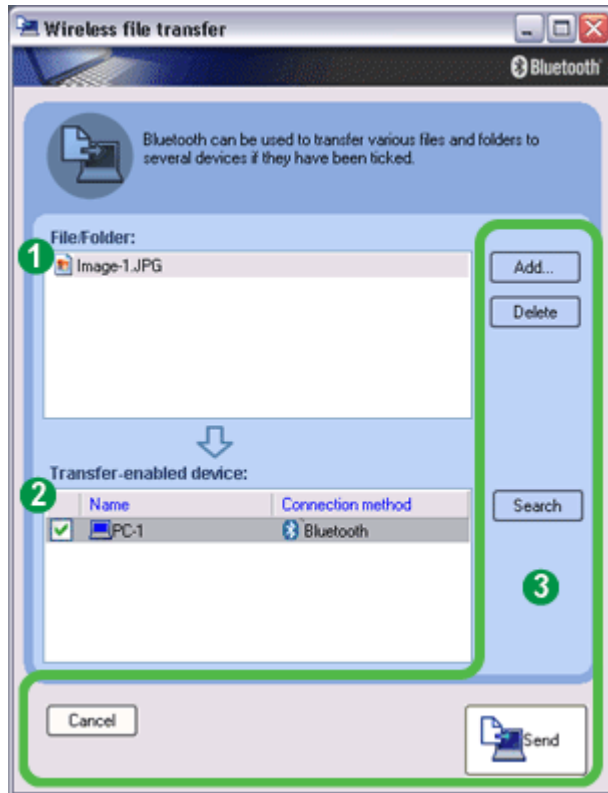 Wireless file transfer
Bluetooth
Bluetooth can be used to transfer various files and folders to
several devices if they have been ticked.
File/Folder:
1
Image-1.JPG
Add...
Delete
Transfer-enabled device:
2
Name Connection method
PC-1 Bluetooth
Search
3
Cancel
Send